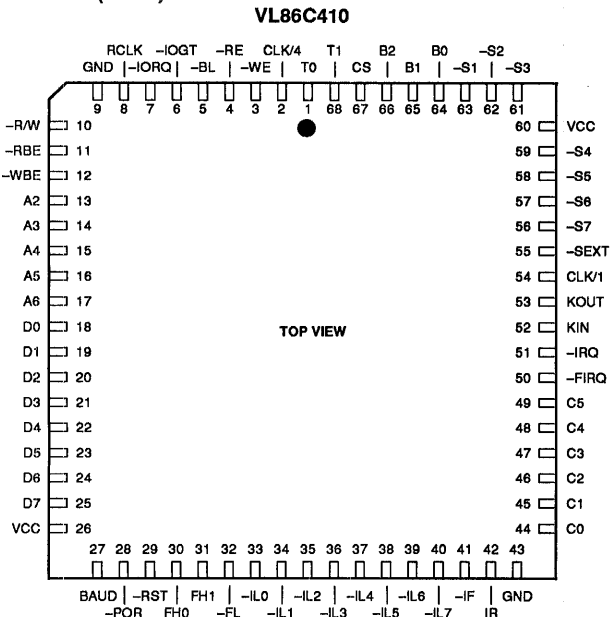 VL86C410
RCLK -IOGT -RE CLK/4 T1 B2 B0 -S2
GND -IORQ -BL -WE T0 CS B1 -S1 -S3
9 8 7 6 5 4 3 2 1 68 67 66 65 64 63 62 61
-R/W 10 60 VCC
-RBE 11 59 -S4
-WBE 12 58 -S5
A2 13 57 -S6
A3 14 56 -S7
A4 15 55 -SEXT
A5 16 54 CLK/1
A6 17 53 KOUT
D0 18 52 KIN
TOP VIEW
D1 19 51 -IRQ
D2 20 50 -FIRQ
D3 21 49 C5
D4 22 48 C4
D5 23 47 C3
D6 24 46 C2
D7 25 45 C1
VCC 26 44 C0
27 28 29 30 31 32 33 34 35 36 37 38 39 40 41 42 43
BAUD -RST FH1 -IL0 -IL2 -IL4 -IL6 -IF GND
-POR FH0 -FL -IL1 -IL3 -IL5 -IL7 IR